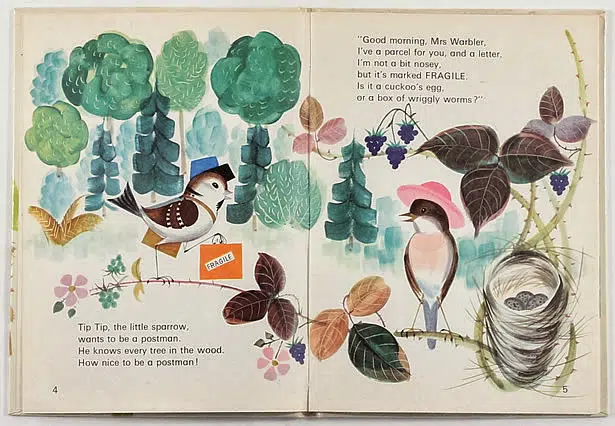 "Good morning, Mrs Warbler,
I've a parcel for you, and a letter.
I'm not a bit nosey,
but it's marked FRAGILE.
Is it a cuckoo's egg,
or a box of wriggly worms?"
FRAGILE
Tip Tip, the little sparrow,
wants to be a postman.
He knows every tree in the wood.
How nice to be a postman!
4
5